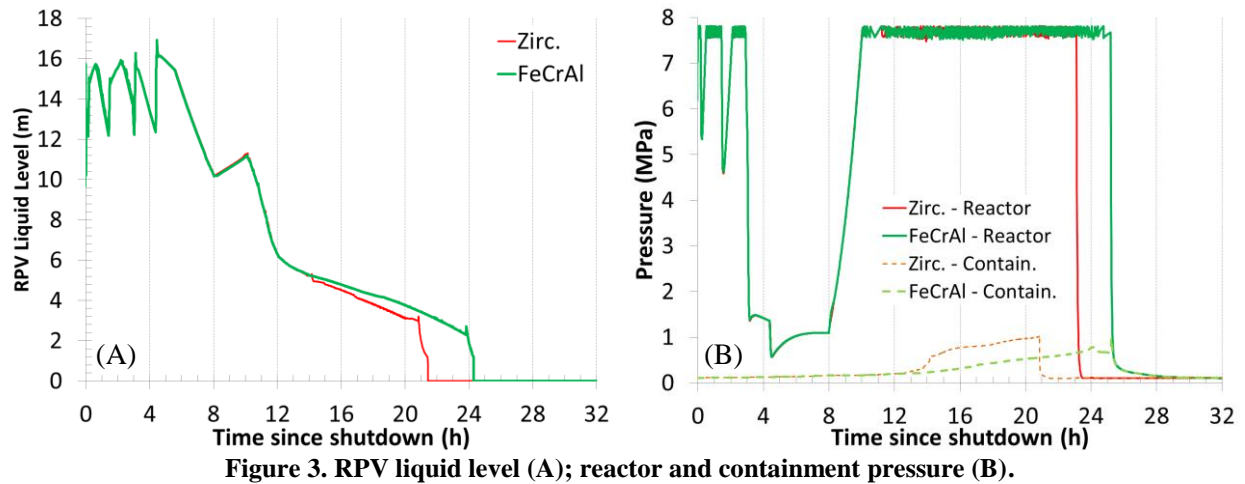 18
16
14
12
10
8
6
4
2
0
RPV Liquid Level (m)
Zirc.
FeCrAl
(A)
0 4 8 12 16 20 24 28 32
Time since shutdown (h)
8
7
6
5
4
3
2
1
0
Pressure (MPa)
Zirc. - Reactor
FeCrAl - Reactor
Zirc. - Contain.
FeCrAl - Contain.
(B)
0 4 8 12 16 20 24 28 32
Time since shutdown (h)
Figure 3. RPV liquid level (A); reactor and containment pressure (B).